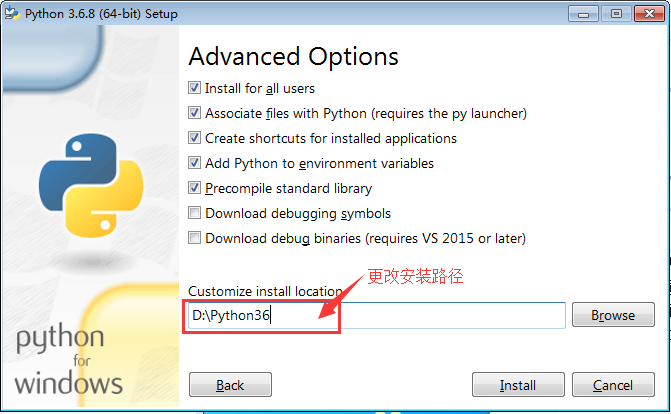 Python 3.6.8 (64-bit) Setup
Advanced Options
Install for all users
Associate files with Python (requires the py launcher)
Create shortcuts for installed applications
Add Python to environment variables
Precompile standard library
Download debugging symbols
Download debug binaries (requires VS 2015 or later)
更改安装路径
Customize install location
D:\Python36
Browse
python
for
windows
Back
Install
Cancel